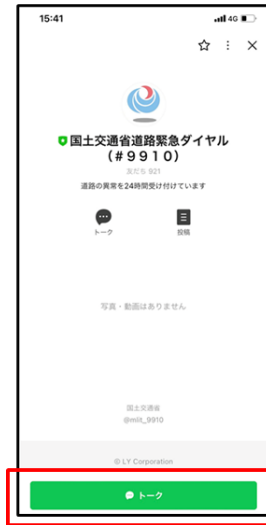 15:41
4G
国土交通省道路緊急ダイヤル
(#9910)
友だち 921
道路の異常を24時間受け付けています
トーク
投稿
写真・動画はありません
国土交通省
@mlit_9910
© LY Corporation
トーク